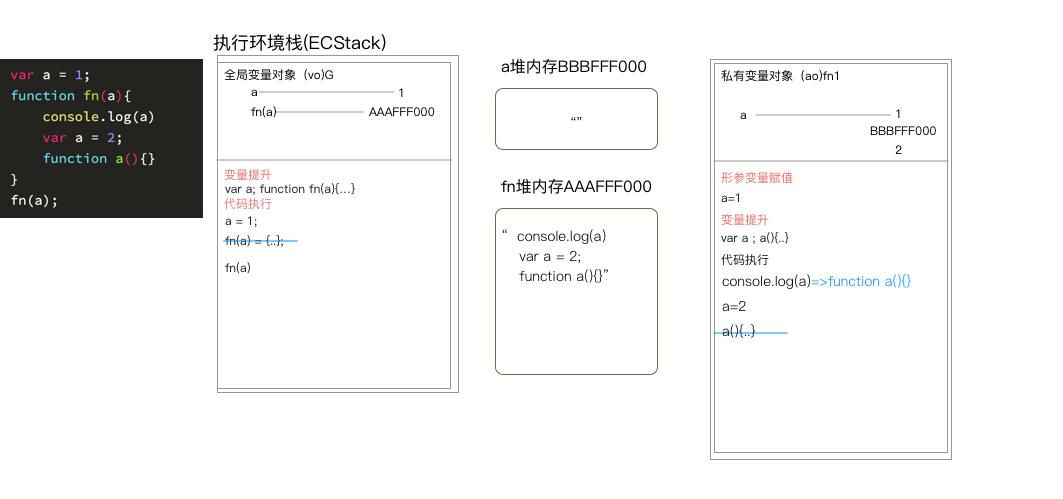 执行环境栈(ECStack)
var a = 1;
function fn(a){
console.log(a)
var a = 2;
function a(){}
}
fn(a);
全局变量对象（vo)G
a 1
fn(a) AAAFFF000
变量提升
var a; function fn(a){...}
代码执行
a = 1;
fn(a) = {..};
fn(a)
a堆内存BBBFFF000
“”
fn堆内存AAAFFF000
“ console.log(a)
var a = 2;
function a(){}”
私有变量对象（ao)fn1
a 1
BBBFFF000
2
形参变量赋值
a=1
变量提升
var a ; a(){..}
代码执行
console.log(a)=>function a(){}
a=2
a(){..}